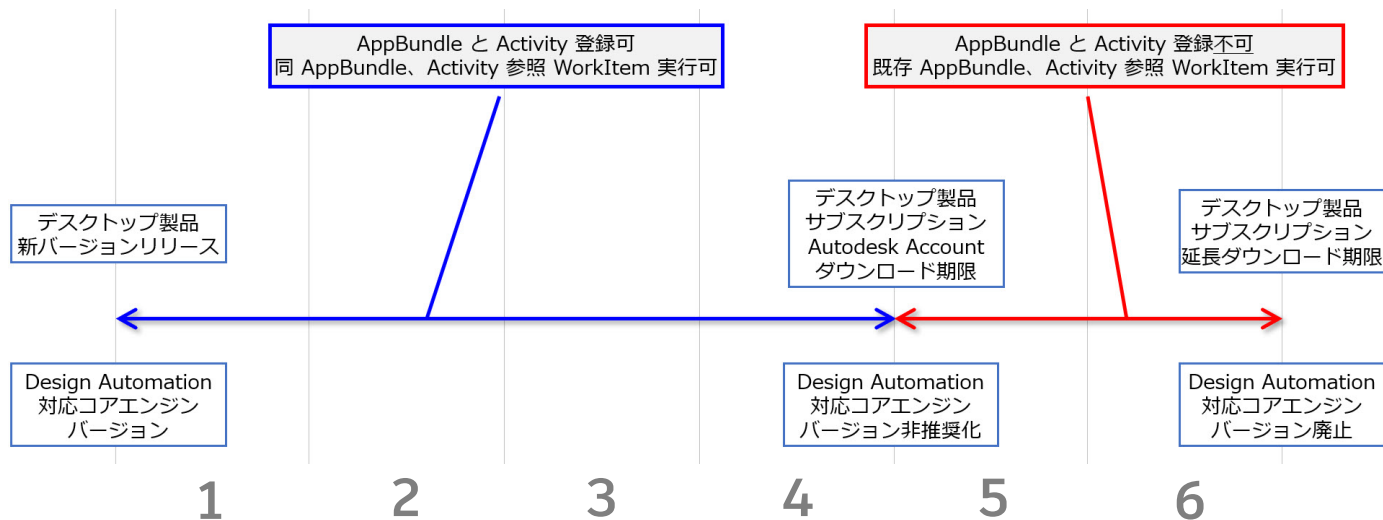 AppBundle と Activity 登録可
同 AppBundle、Activity 参照 WorkItem 実行可
AppBundle と Activity 登録不可
既存 AppBundle、Activity 参照 WorkItem 実行可
デスクトップ製品
新バージョンリリース
デスクトップ製品
サブスクリプション
Autodesk Account
ダウンロード期限
デスクトップ製品
サブスクリプション
延長ダウンロード期限
Design Automation
対応コアエンジン
バージョン
Design Automation
対応コアエンジン
バージョン非推奨化
Design Automation
対応コアエンジン
バージョン廃止
1 2 3 4 5 6